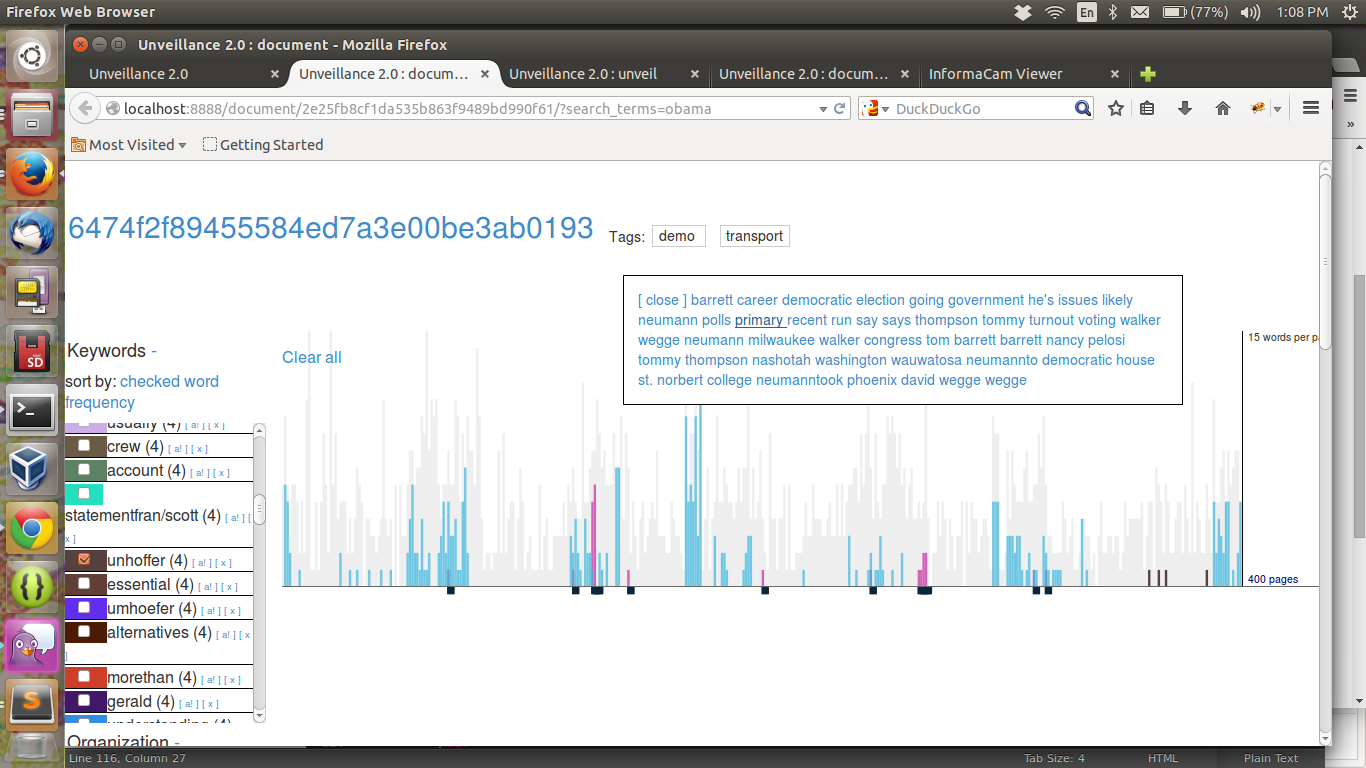 Firefox Web Browser
En
(77%)
1:08 PM
Unveillance 2.0 : document - Mozilla Firefox
Unveillance 2.0
Unveillance 2.0 : docum...
Unveillance 2.0 : unveil
Unveillance 2.0 : docum...
InformaCam Viewer
localhost:8888/document/2e25fb8cf1da535b863f9489bd990f61/?search_terms=obama
DuckDuckGo
Most Visited
Getting Started
6474f2f89455584ed7a3e00be3ab0193
Tags: demo transport
[ close ] barrett career democratic election going government he's issues likely
neumann polls primary recent run say says thompson tommy turnout voting walker
wegge neumann milwaukee walker congress tom barrett barrett nancy pelosi
tommy thompson nashotah washington wauwatosa neumannto democratic house
st. norbert college neumanntook phoenix david wegge wegge
15 words per pa
Keywords -
Clear all
sort by: checked word
frequency
usually (4) [ a! ] [ x ]
crew (4) [ a! ] [ x ]
account (4) [ a! ] [ x ]
statementfran/scott (4) [ a! ] [
x ]
unhoffer (4) [ a! ] [ x ]
essential (4) [ a! ] [ x ]
umhoefer (4) [ a! ] [ x ]
alternatives (4) [ a! ] [ x
]
morethan (4) [ a! ] [ x ]
gerald (4) [ a! ] [ x ]
understanding (4)
400 pages
Organization -
Line 116, Column 27
Tab Size: 4
HTML
Plain Text